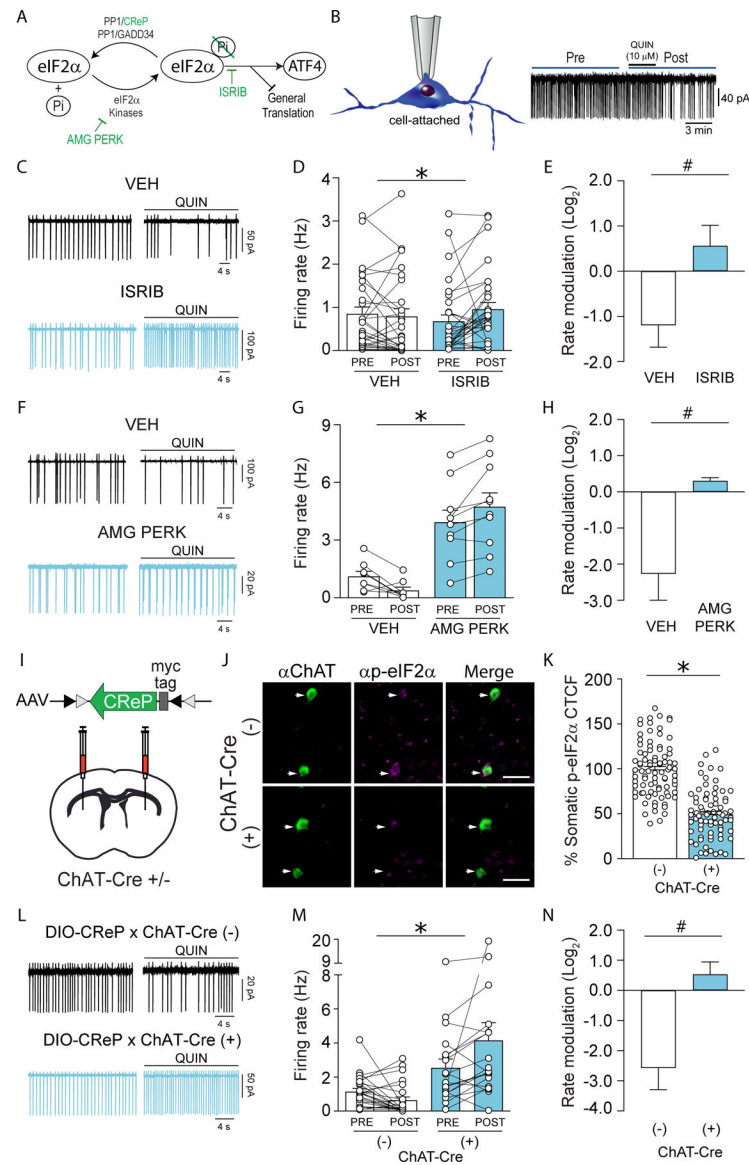 A
PP1/CReP
PP1/GADD34
eIF2α
+
Pi
eIF2α
Kinases
AMG PERK
eIF2α
Pi
ISRIB
ATF4
General
Translation
B
cell-attached
QUIN
(10 μM)
Pre
Post
40 pA
3 min
C
VEH
QUIN
50 pA
4 s
ISRIB
QUIN
100 pA
4 s
D
*
Firing rate (Hz)
4
3
2
1
0
PRE POST PRE POST
VEH ISRIB
E
#
Rate modulation (Log2)
2.0
1.0
0.0
-1.0
-2.0
VEH ISRIB
F
VEH
QUIN
100 pA
4 s
AMG PERK
QUIN
20 pA
4 s
G
*
Firing rate (Hz)
10
8
6
4
2
0
PRE POST PRE POST
VEH AMG PERK
H
#
Rate modulation (Log2)
2.0
1.0
0.0
-1.0
-2.0
-3.0
VEH AMG
PERK
I
myc
tag
AAV
CReP
ChAT-Cre +/-
J
αChAT αp-eIF2α Merge
ChAT-Cre
(-)
(+)
K
*
% Somatic p-eIF2α CTCF
200
150
100
50
0
(-) (+)
ChAT-Cre
L
DIO-CReP x ChAT-Cre (-)
QUIN
20 pA
4 s
DIO-CReP x ChAT-Cre (+)
QUIN
50 pA
4 s
M
*
Firing rate (Hz)
20
9
8
6
4
2
0
PRE POST PRE POST
(-) (+)
ChAT-Cre
N
#
Rate modulation (Log2)
2.0
1.0
0.0
-1.0
-2.0
-3.0
-4.0
(-) (+)
ChAT-Cre